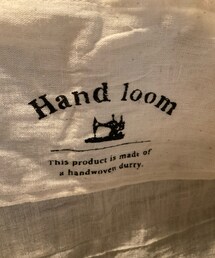 Hand loom
This product is made of
a handwoven durry.